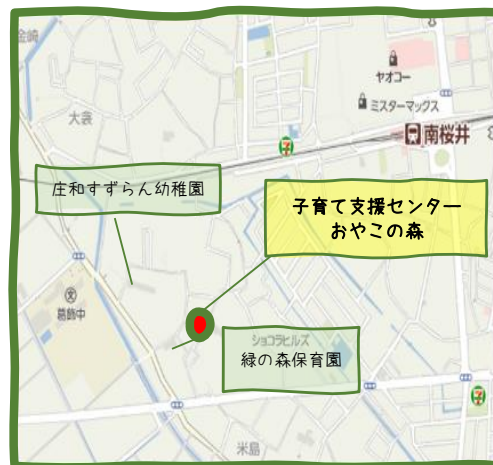 金崎
ヤオコー
ミスターマックス
大衾
南桜井
庄和すずらん幼稚園
子育て支援センター
おやこの森
文
葛飾中
ショコラヒルズ
緑の森保育園
米島